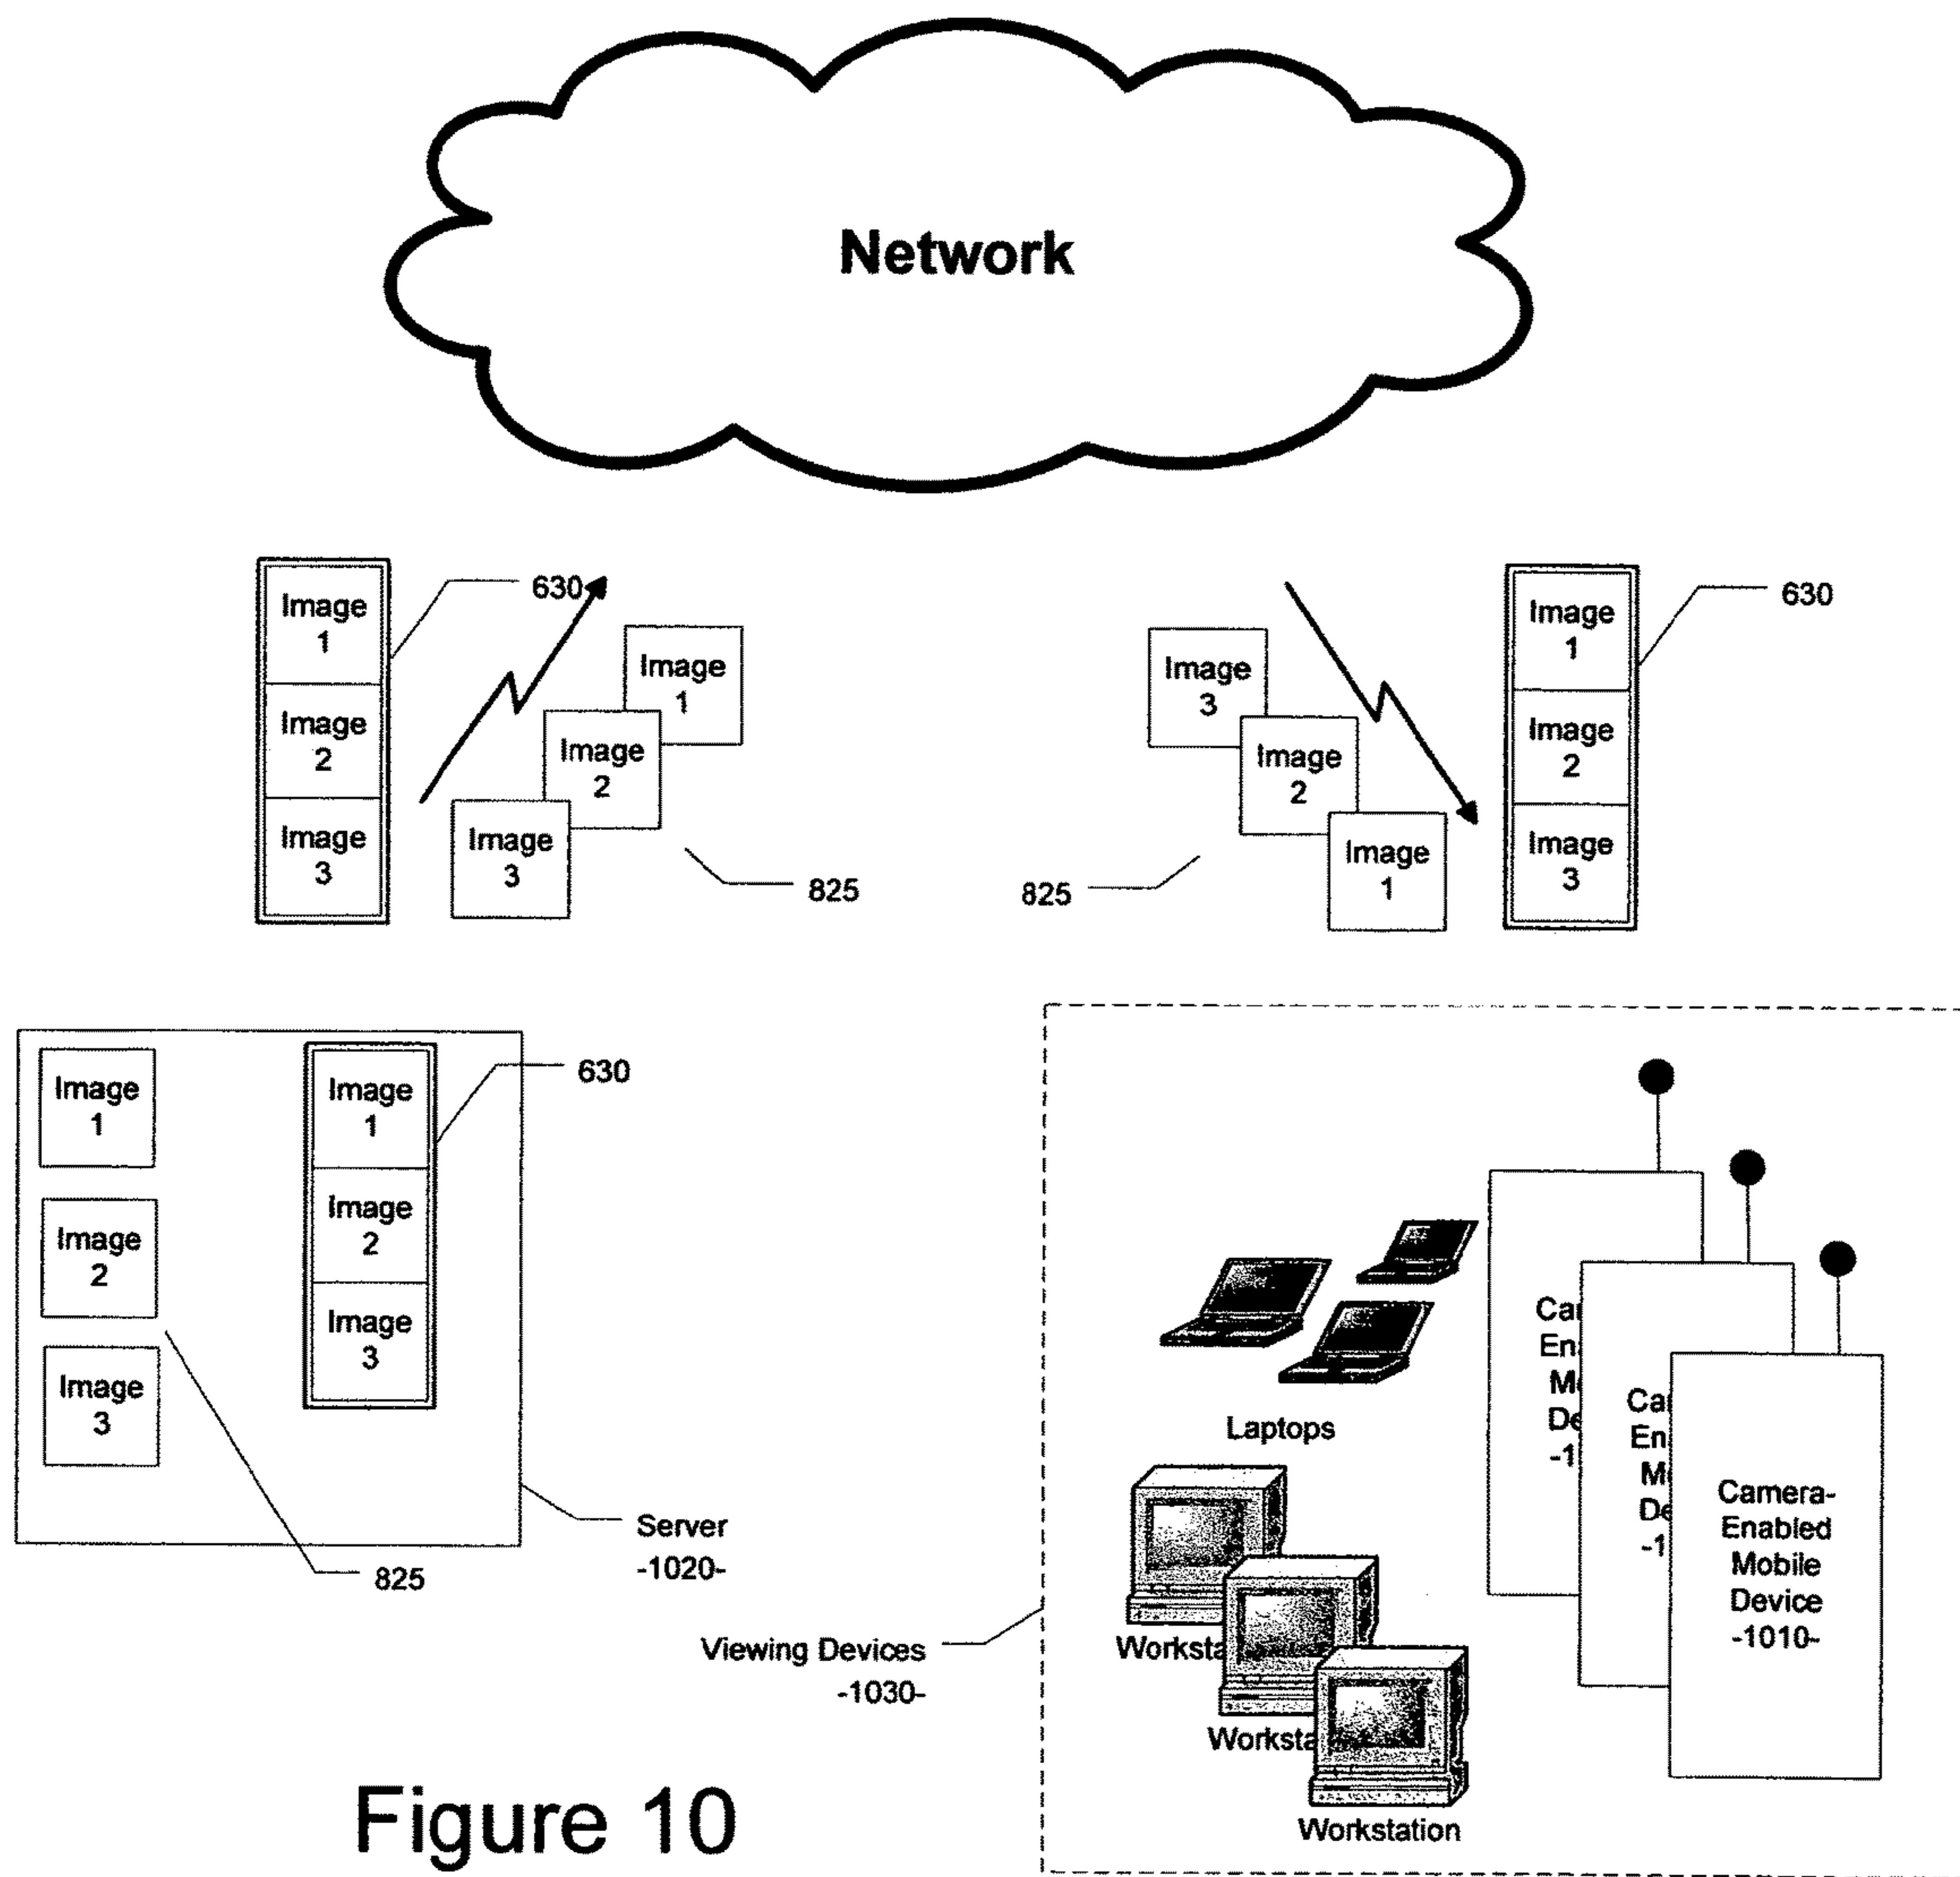 Network
Image
1
Image
2
Image
3
630
Image
1
Image
2
Image
3
825
Image
3
Image
2
Image
1
825
Image
1
Image
2
Image
3
630
Image
1
Image
2
Image
3
Image
1
Image
2
Image
3
630
825
Server
-1020-
Viewing Devices
-1030-
Laptops
Workstation
Camera-
Enabled
Mobile
Device
-1010-
Figure 10